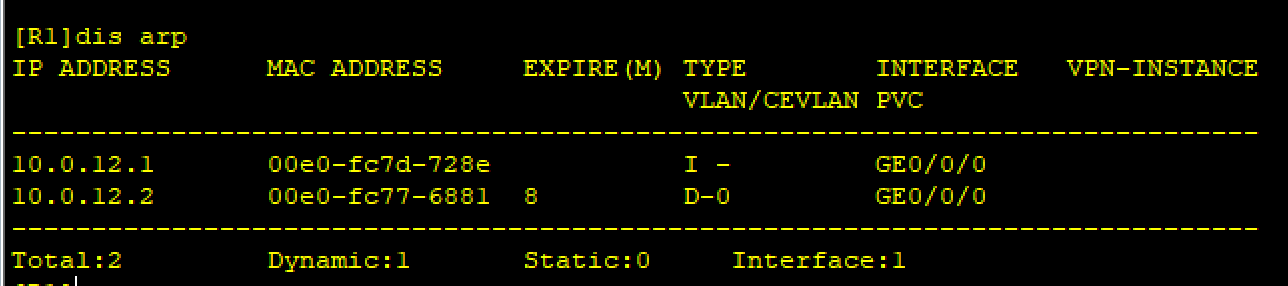 [R1]dis arp
IP ADDRESS      MAC ADDRESS     EXPIRE(M) TYPE        INTERFACE   VPN-INSTANCE
                                          VLAN/CEVLAN PVC
------------------------------------------------------------------------------
10.0.12.1       00e0-fc7d-728e            I -         GE0/0/0
10.0.12.2       00e0-fc77-6881  8         D-0         GE0/0/0
------------------------------------------------------------------------------
Total:2         Dynamic:1       Static:0     Interface:1